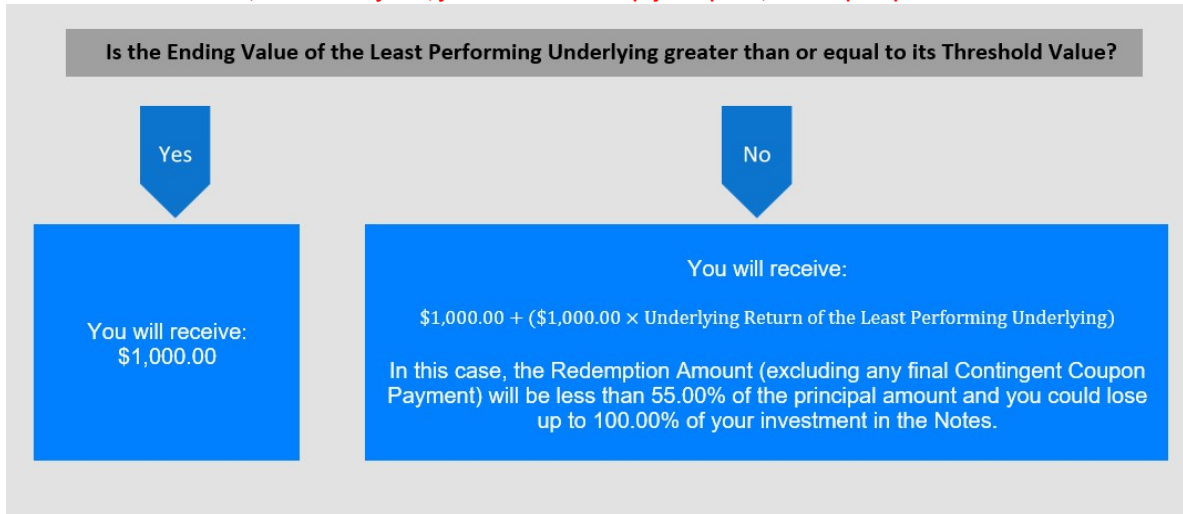 Is the Ending Value of the Least Performing Underlying greater than or equal to its Threshold Value?
Yes
No
You will receive:
$1,000.00
You will receive:
$1,000.00 + ($1,000.00 × Underlying Return of the Least Performing Underlying)
In this case, the Redemption Amount (excluding any final Contingent Coupon
Payment) will be less than 55.00% of the principal amount and you could lose
up to 100.00% of your investment in the Notes.